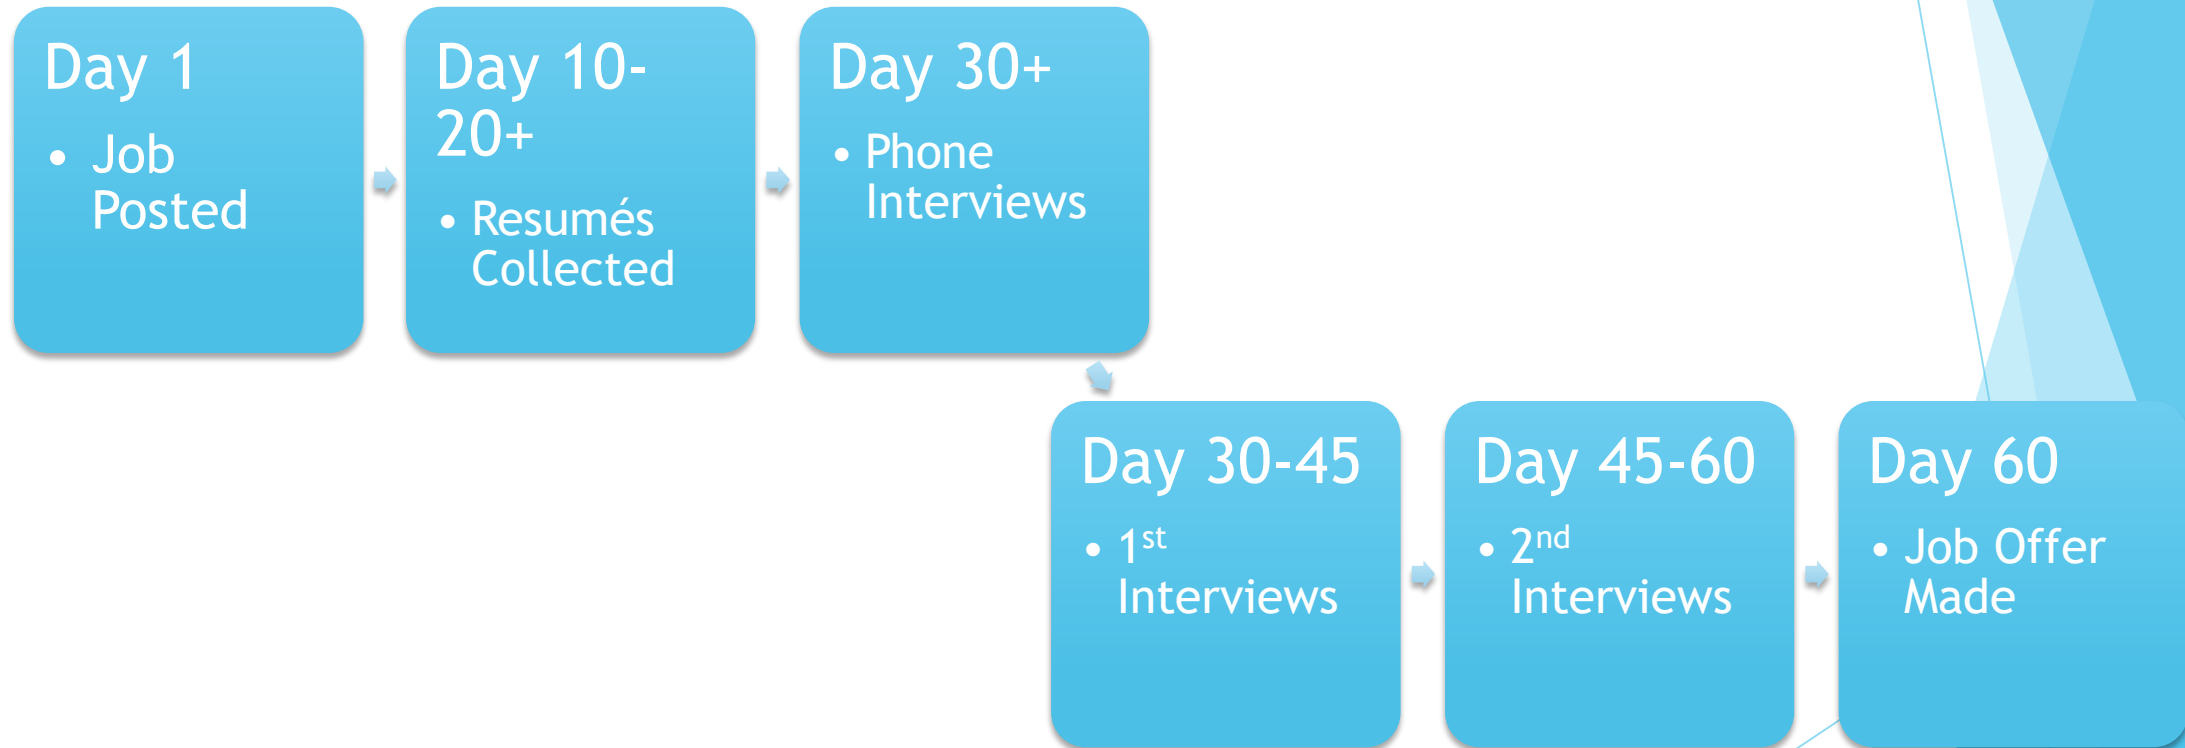 Day 1
• Job
Posted
Day 10-
20+
• Resumés
Collected
Day 30+
• Phone
Interviews
Day 30-45
• 1st
Interviews
Day 45-60
• 2nd
Interviews
Day 60
• Job Offer
Made